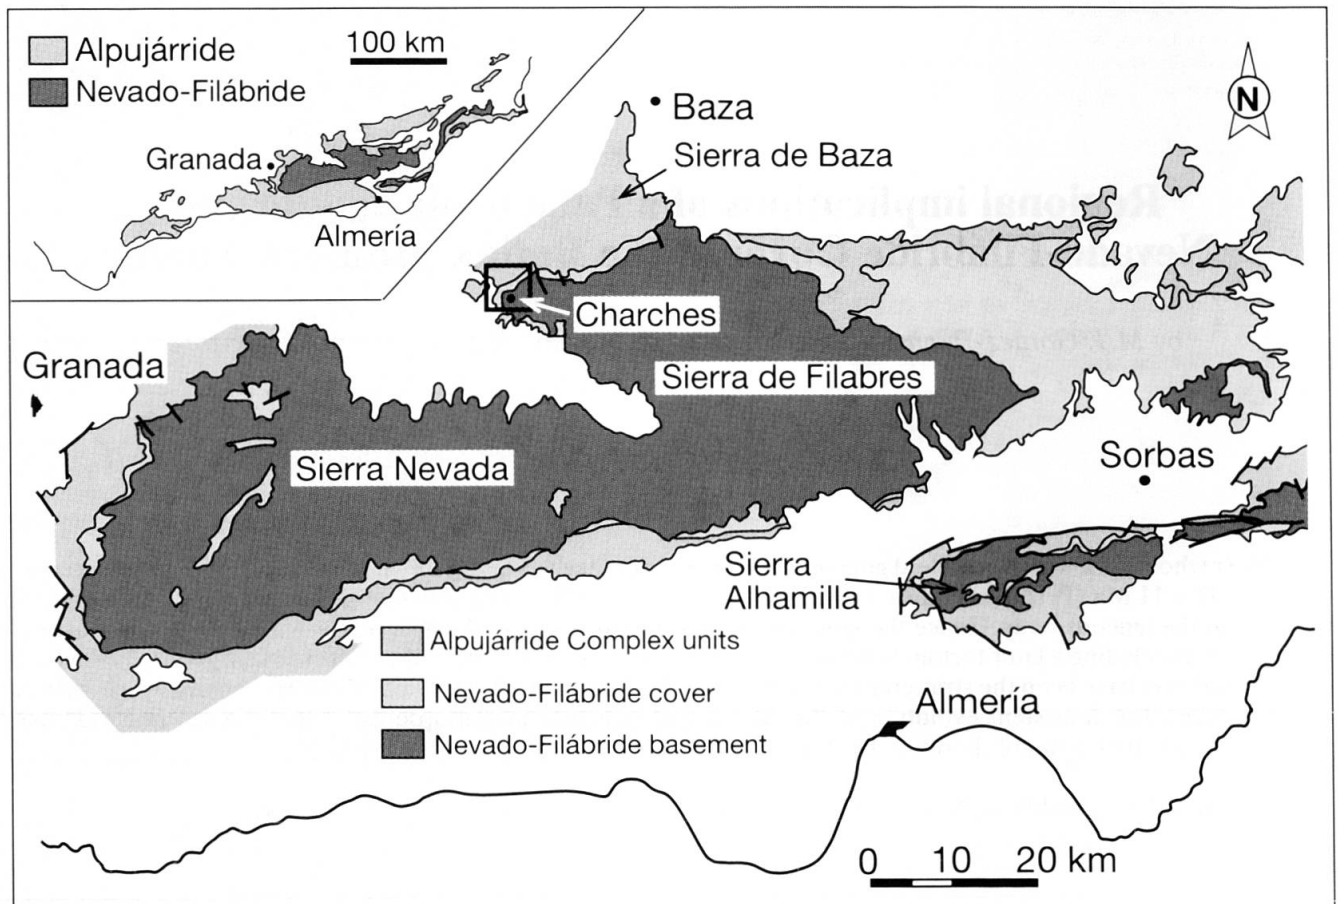 Alpujárride
Nevado-Filábride
100 km
Granada
Almería
N
Baza
Sierra de Baza
Charches
Granada
Sierra de Filabres
Sierra Nevada
Sorbas
Sierra
Alhamilla
Alpujárride Complex units
Nevado-Filábride cover
Nevado-Filábride basement
Almería
0 10 20 km